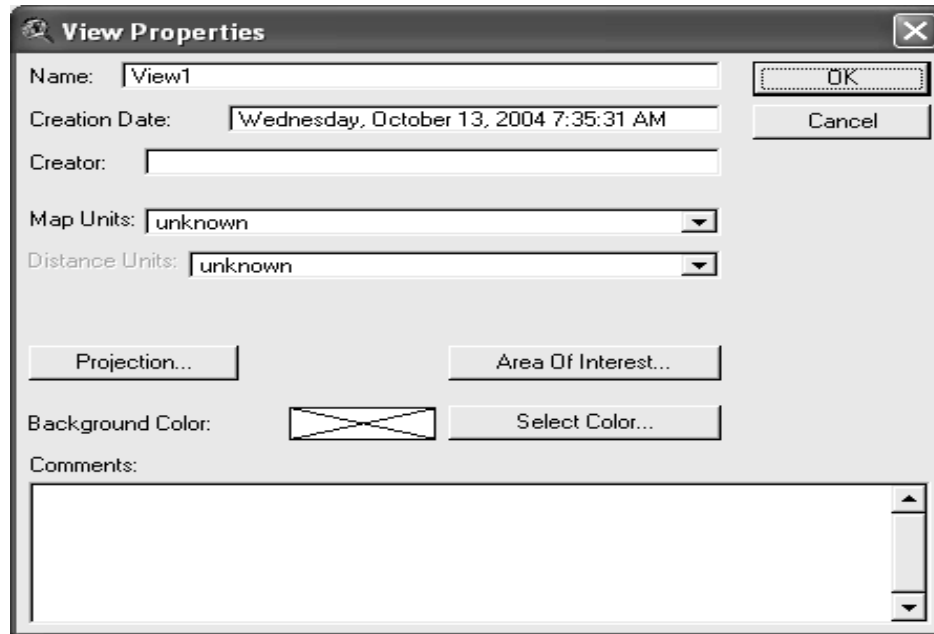 View Properties
Name: View1
OK
Creation Date: Wednesday, October 13, 2004 7:35:31 AM
Cancel
Creator:
Map Units: unknown
Distance Units: unknown
Projection...
Area Of Interest...
Background Color:
Select Color...
Comments: